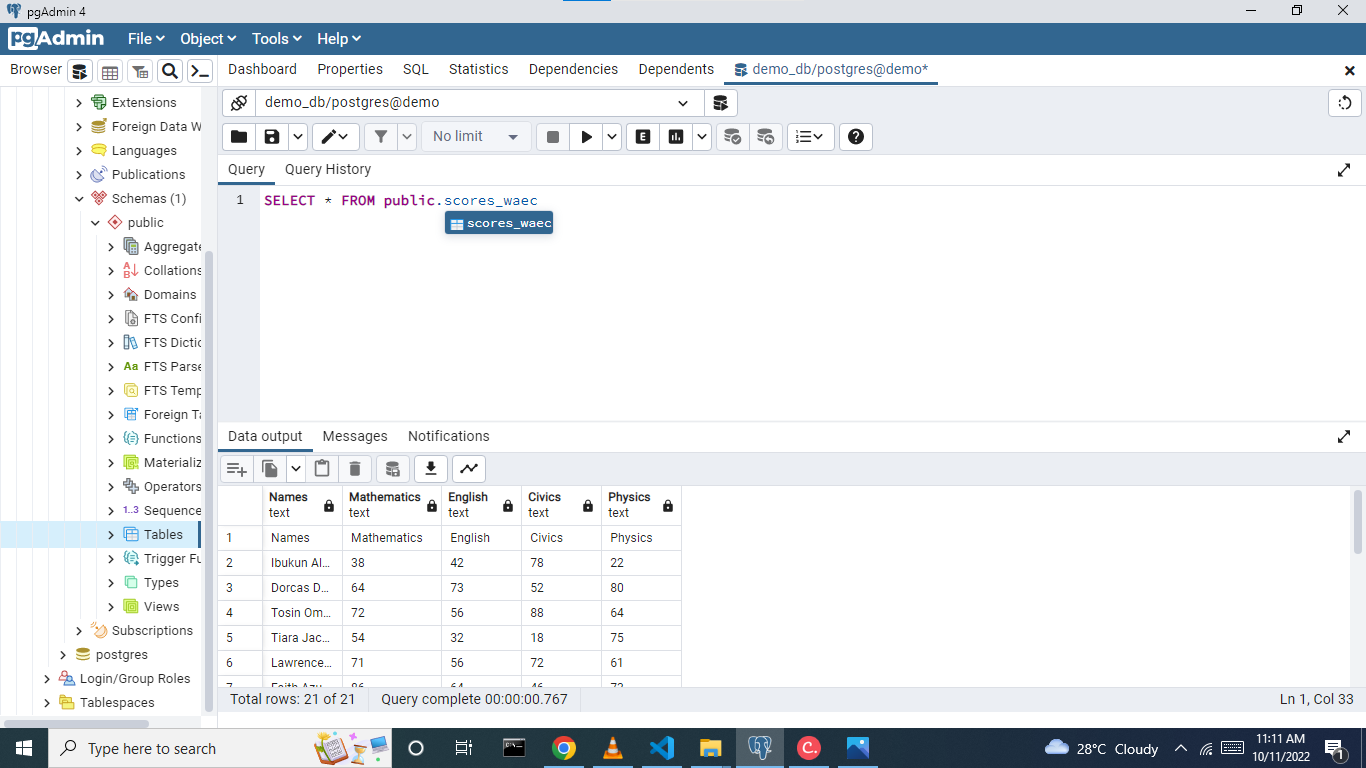 pgAdmin 4
pgAdmin File Object Tools Help
Browser Dashboard Properties SQL Statistics Dependencies Dependents demo_db/postgres@demo*
demo_db/postgres@demo
No limit
E
Query Query History
1 SELECT * FROM public.scores_waec
scores_waec
Extensions
Foreign Data W
Languages
Publications
Schemas (1)
public
Aggregate
Collations
Domains
FTS Confi
FTS Dictio
Aa FTS Parse
FTS Temp
Foreign Ta
Functions
Materializ
Operators
1..3 Sequence
Tables
Trigger Fu
Types
Views
Subscriptions
postgres
Login/Group Roles
Tablespaces
Data output Messages Notifications
Names Mathematics English Civics Physics
text text text text text
1 Names Mathematics English Civics Physics
2 Ibukun Al... 38 42 78 22
3 Dorcas D... 64 73 52 80
4 Tosin Om... 72 56 88 64
5 Tiara Jac... 54 32 18 75
6 Lawrence... 71 56 72 61
Total rows: 21 of 21 Query complete 00:00:00.767 Ln 1, Col 33
Type here to search
28°C Cloudy
11:11 AM
10/11/2022
1